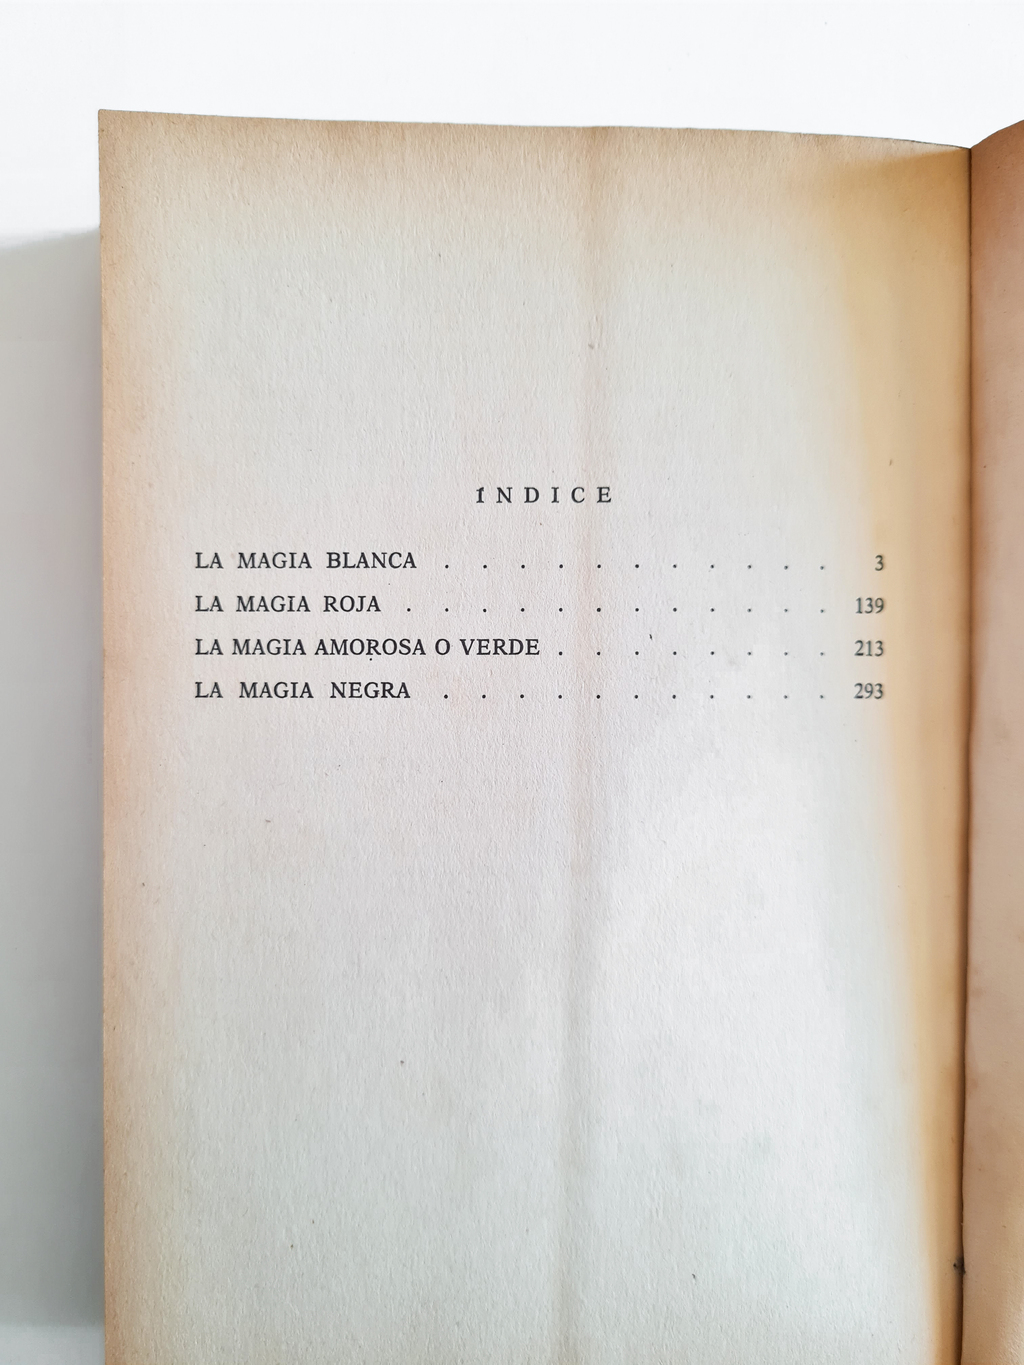 ÍNDICE
LA MAGIA BLANCA . . . . . . . . . . . 3
LA MAGIA ROJA . . . . . . . . . . . . 139
LA MAGIA AMOROSA O VERDE . . . . . . . . 213
LA MAGIA NEGRA . . . . . . . . . . . 293